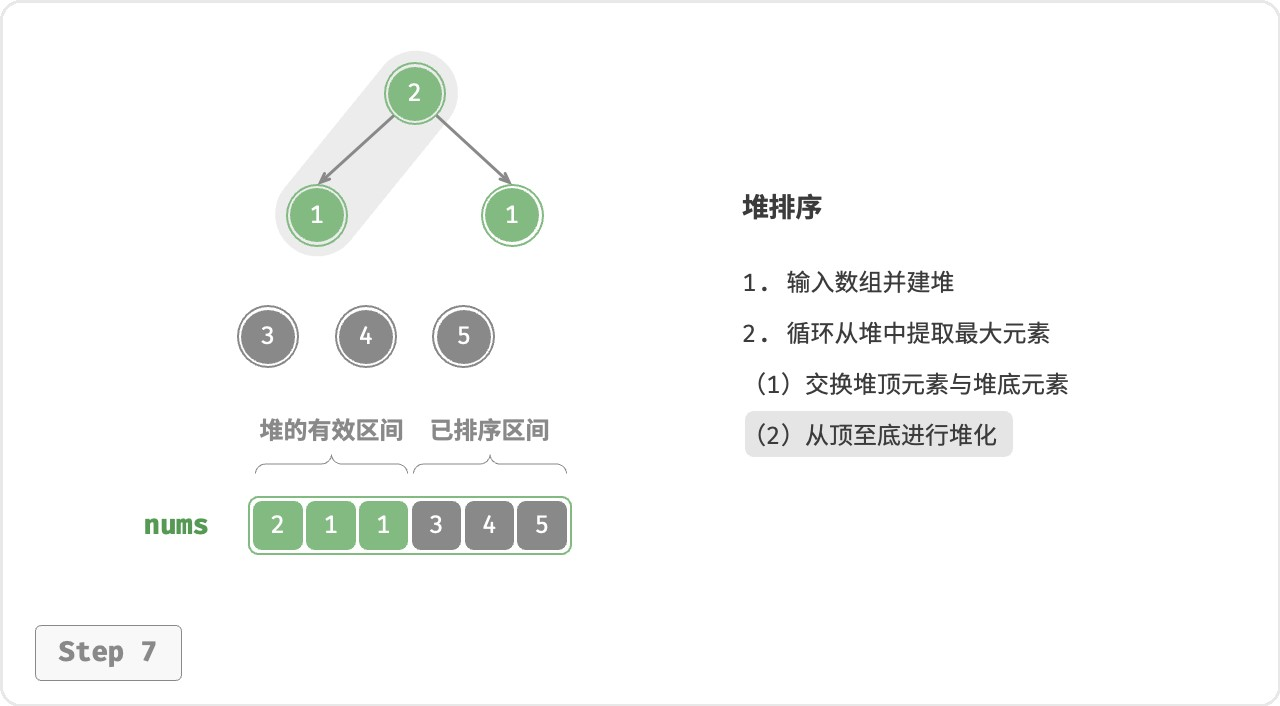 2
1 1
3 4 5
堆的有效区间 已排序区间
nums 2 1 1 3 4 5
Step 7
堆排序
1. 输入数组并建堆
2. 循环从堆中提取最大元素
（1）交换堆顶元素与堆底元素
（2）从顶至底进行堆化